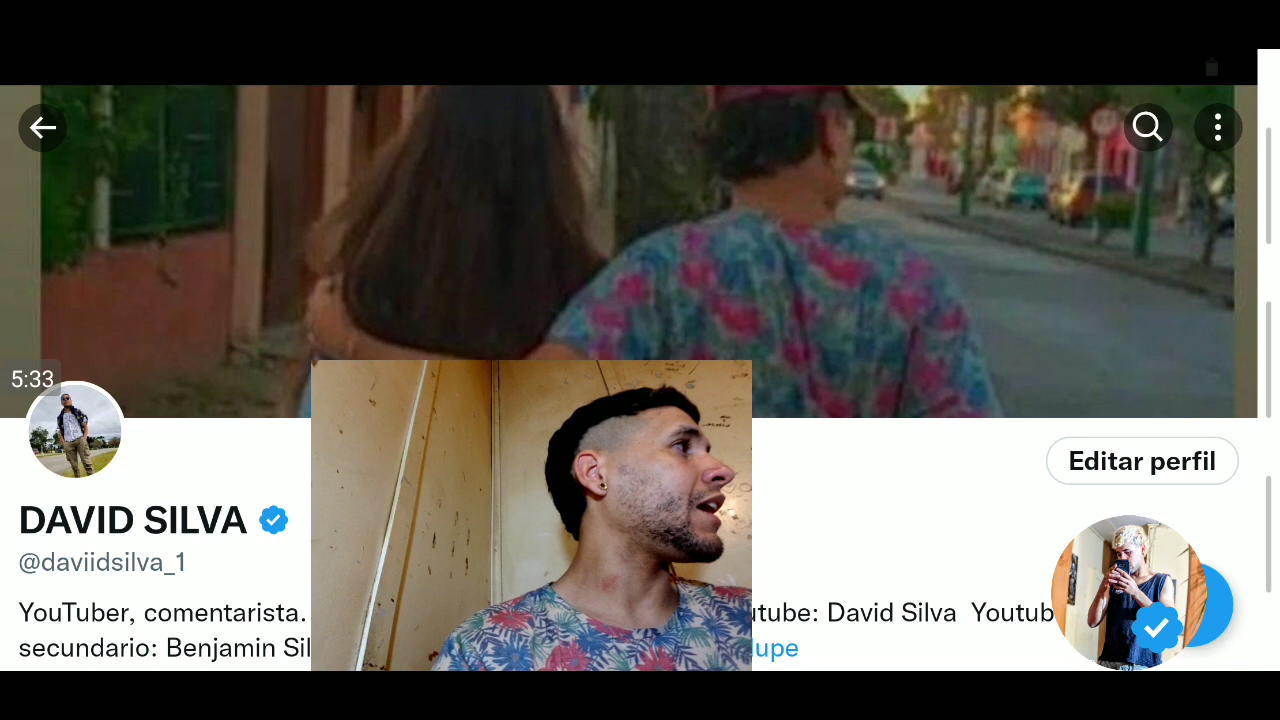 5:33
Editar perfil
DAVID SILVA
@daviidsilva_1
YouTuber, comentarista. utube: David Silva Youtub
secundario: Benjamin Sil upe